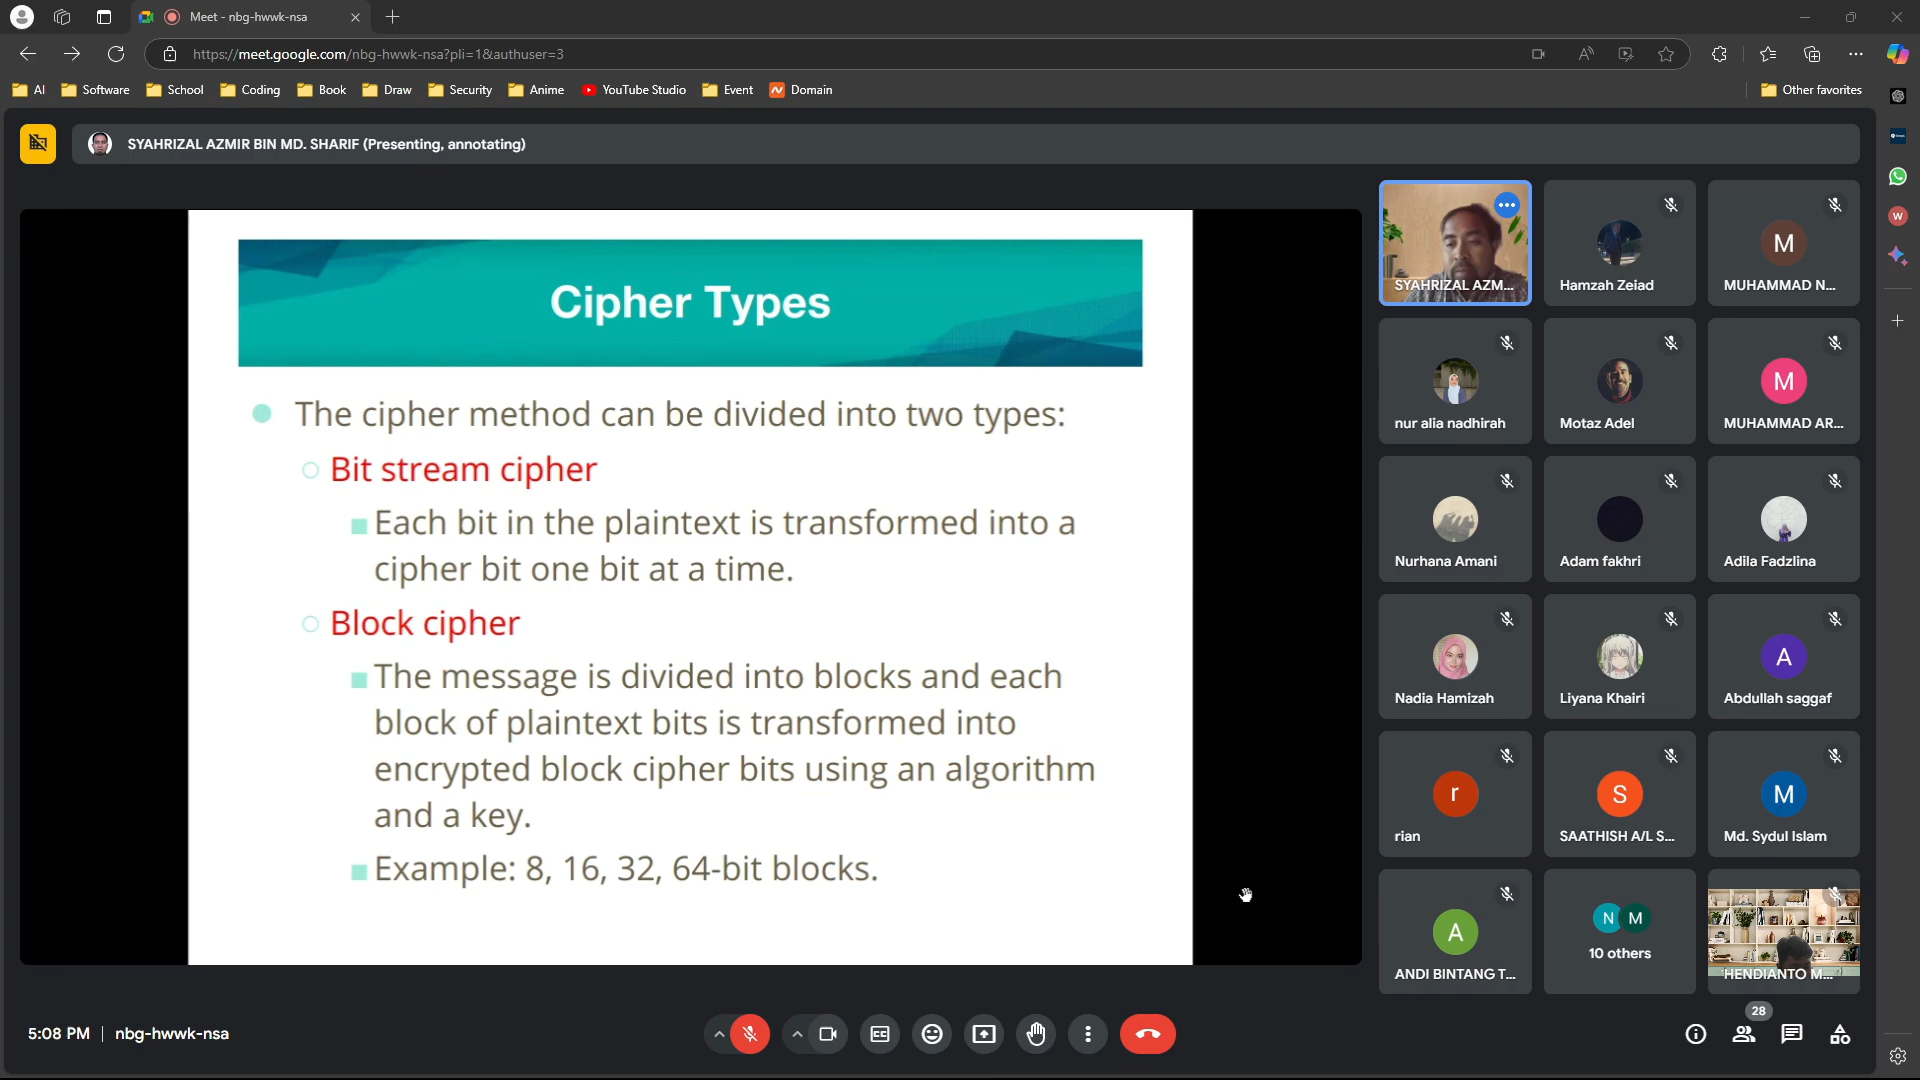 Meet - nbg-hwwk-nsa
https://meet.google.com/nbg-hwwk-nsa?pli=1&authuser=3
AI
Software
School
Coding
Book
Draw
Security
Anime
YouTube Studio
Event
Domain
Other favorites
SYAHRIZAL AZMIR BIN MD. SHARIF (Presenting, annotating)
Cipher Types
The cipher method can be divided into two types:
Bit stream cipher
Each bit in the plaintext is transformed into a
cipher bit one bit at a time.
Block cipher
The message is divided into blocks and each
block of plaintext bits is transformed into
encrypted block cipher bits using an algorithm
and a key.
Example: 8, 16, 32, 64-bit blocks.
SYAHRIZAL AZM...
Hamzah Zeiad
M
MUHAMMAD N...
nur alia nadhirah
Motaz Adel
M
MUHAMMAD AR...
Nurhana Amani
Adam fakhri
Adila Fadzlina
Nadia Hamizah
Liyana Khairi
A
Abdullah saggaf
r
rian
S
SAATHISH A/L S...
M
Md. Sydul Islam
A
ANDI BINTANG T...
N M
10 others
HENDIANTO M...
W
5:08 PM | nbg-hwwk-nsa
28